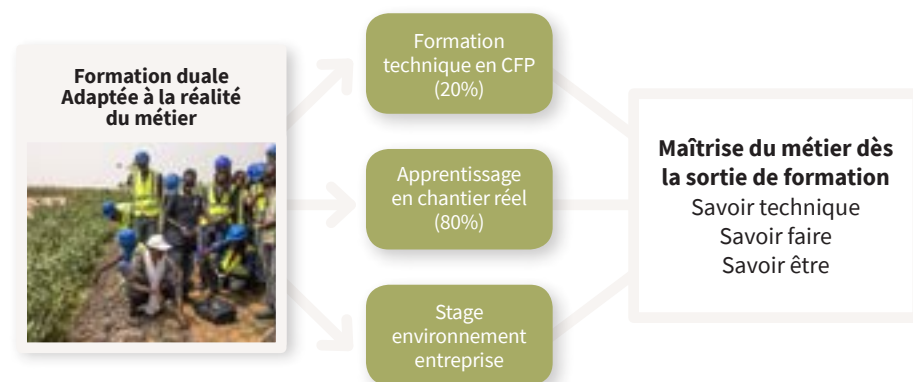 Formation duale
Adaptée à la réalité
du métier
Formation
technique en CFP
(20%)
Apprentissage
en chantier réel
(80%)
Stage
environnement
entreprise
Maîtrise du métier dès
la sortie de formation
Savoir technique
Savoir faire
Savoir être